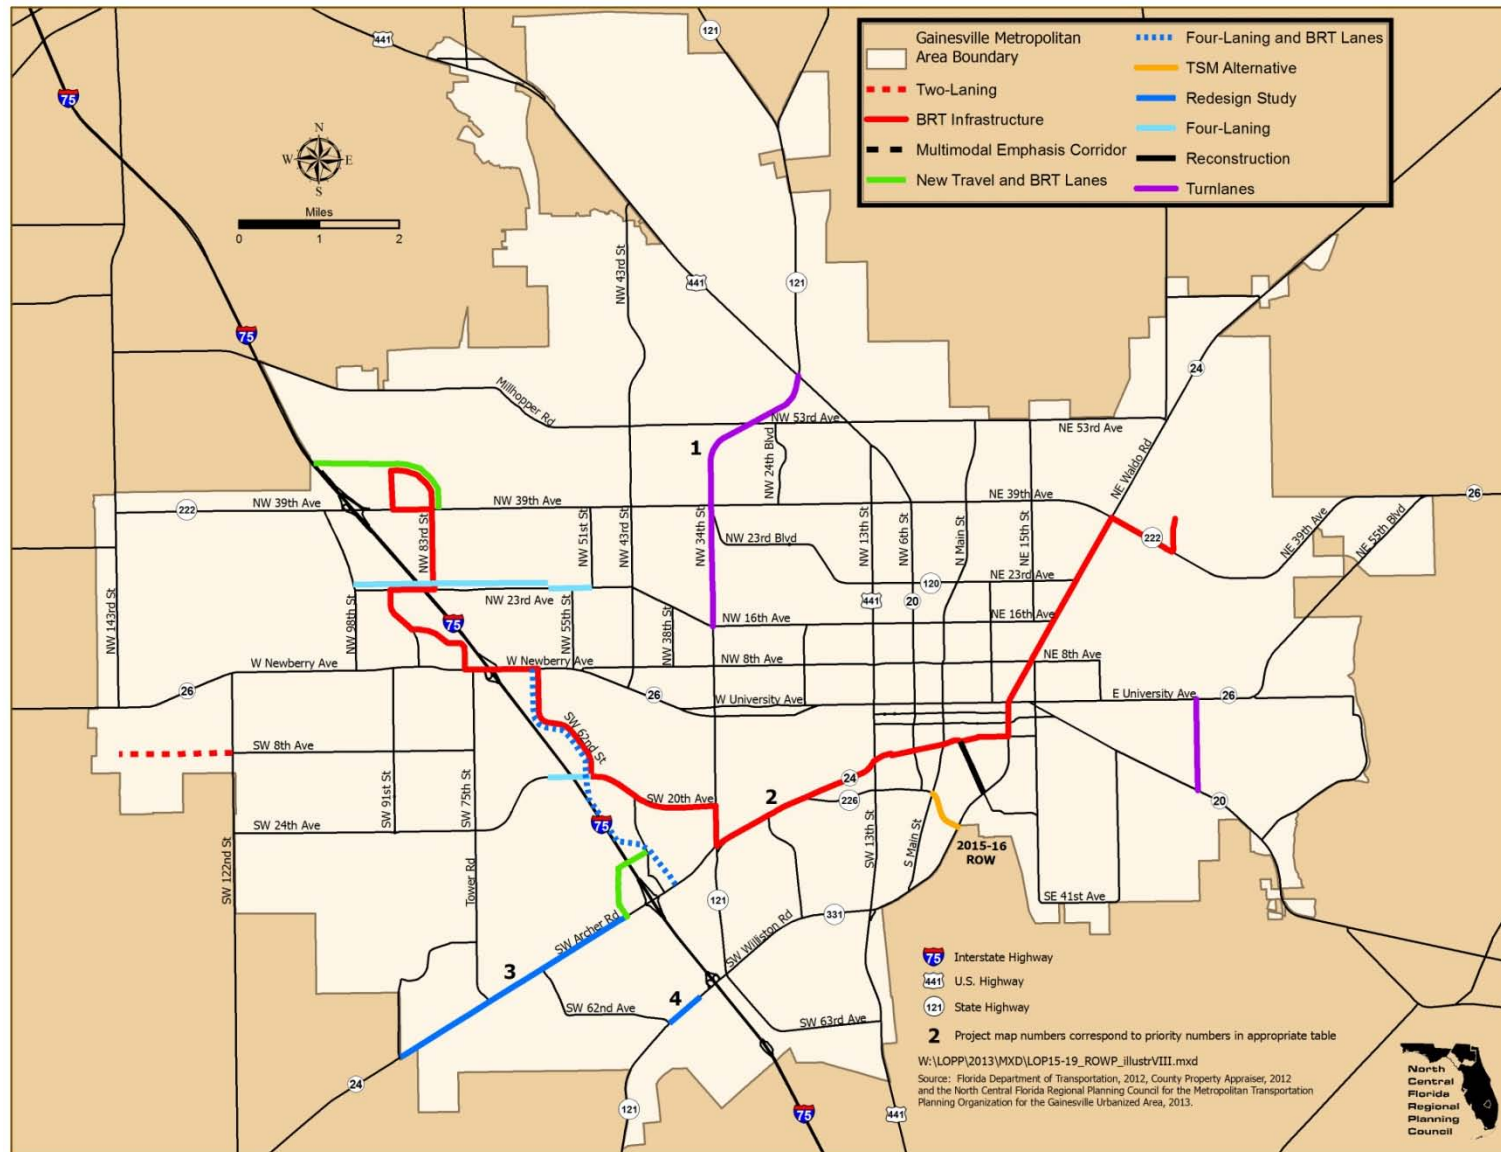 Gainesville Metropolitan
Area Boundary
Two-Laning
BRT Infrastructure
Multimodal Emphasis Corridor
New Travel and BRT Lanes
Four-Laning and BRT Lanes
TSM Alternative
Redesign Study
Four-Laning
Reconstruction
Turnlanes
441
121
75
N
W E
S
Miles
0 1 2
NW 43rd St
441
121
75
24
Millhopper Rd
NW 53rd Ave
NE 53rd Ave
1
NW 24th Blvd
NE Waldo Rd
222
NW 39th Ave
NW 39th Ave
NE 39th Ave
26
NW 83rd St
NW 51st St
NW 43rd St
NW 34th St
NW 23rd Blvd
NW 13th St
NW 6th St
N Main St
NE 15th St
222
NE 39th Ave
NE 55th Blvd
NW 143rd St
NW 98th St
NW 23rd Ave
NW 55th St
NW 38th St
120
NE 23rd Ave
441
20
75
NW 16th Ave
NE 16th Ave
W Newberry Ave
W Newberry Ave
NW 8th Ave
NE 8th Ave
26
26
W University Ave
E University Ave
26
SW 8th Ave
SW 62nd St
SW 91st St
SW 75th St
24
2
SW 20th Ave
226
20
SW 24th Ave
75
SW 122nd St
Tower Rd
SW 13th St
S Main St
2015-16
ROW
121
SE 41st Ave
331
SW Archer Rd
SW Williston Rd
3
4
SW 62nd Ave
SW 63rd Ave
24
121
75
441
75 Interstate Highway
441 U.S. Highway
121 State Highway
2 Project map numbers correspond to priority numbers in appropriate table
W:\LOPP\2013\MXD\LOP15-19_ROWP_illustrVIII.mxd
Source: Florida Department of Transportation, 2012, County Property Appraiser, 2012
and the North Central Florida Regional Planning Council for the Metropolitan Transportation
Planning Organization for the Gainesville Urbanized Area, 2013.
North
Central
Florida
Regional
Planning
Council